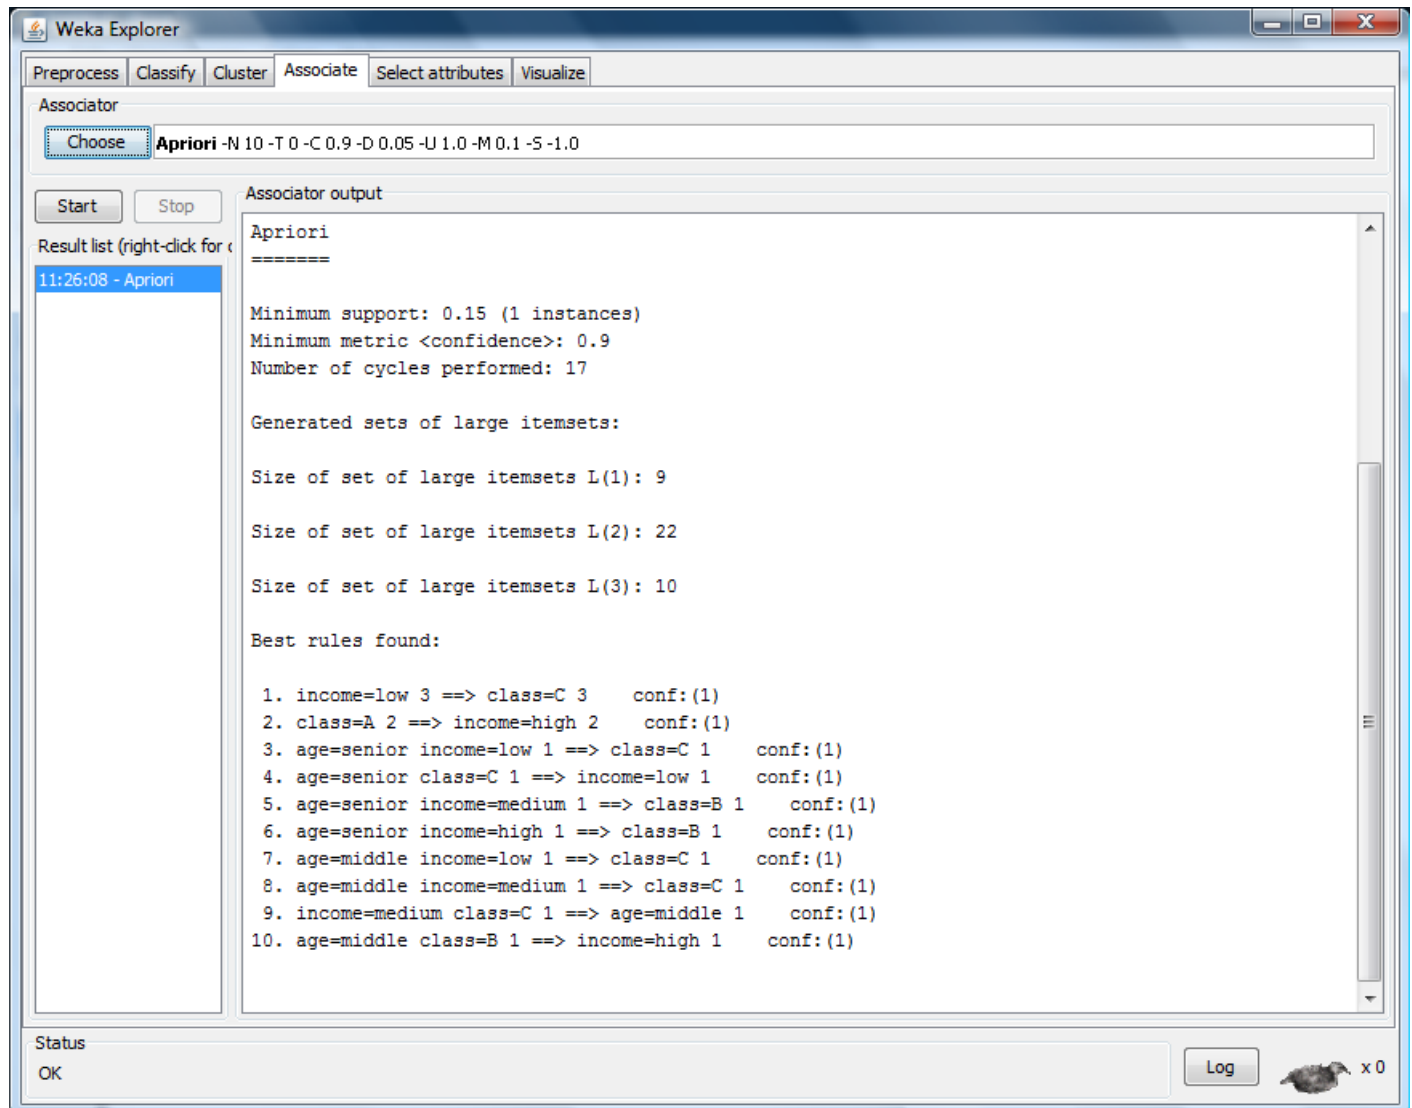 Weka Explorer
Preprocess Classify Cluster Associate Select attributes Visualize
Associator
Choose Apriori -N 10 -T 0 -C 0.9 -D 0.05 -U 1.0 -M 0.1 -S -1.0
Start Stop
Result list (right-click for o
11:26:08 - Apriori
Associator output
Apriori
=======
Minimum support: 0.15 (1 instances)
Minimum metric <confidence>: 0.9
Number of cycles performed: 17
Generated sets of large itemsets:
Size of set of large itemsets L(1): 9
Size of set of large itemsets L(2): 22
Size of set of large itemsets L(3): 10
Best rules found:
1. income=low 3 ==> class=C 3 conf:(1)
2. class=A 2 ==> income=high 2 conf:(1)
3. age=senior income=low 1 ==> class=C 1 conf:(1)
4. age=senior class=C 1 ==> income=low 1 conf:(1)
5. age=senior income=medium 1 ==> class=B 1 conf:(1)
6. age=senior income=high 1 ==> class=B 1 conf:(1)
7. age=middle income=low 1 ==> class=C 1 conf:(1)
8. age=middle income=medium 1 ==> class=C 1 conf:(1)
9. income=medium class=C 1 ==> age=middle 1 conf:(1)
10. age=middle class=B 1 ==> income=high 1 conf:(1)
Status
OK
Log
x 0